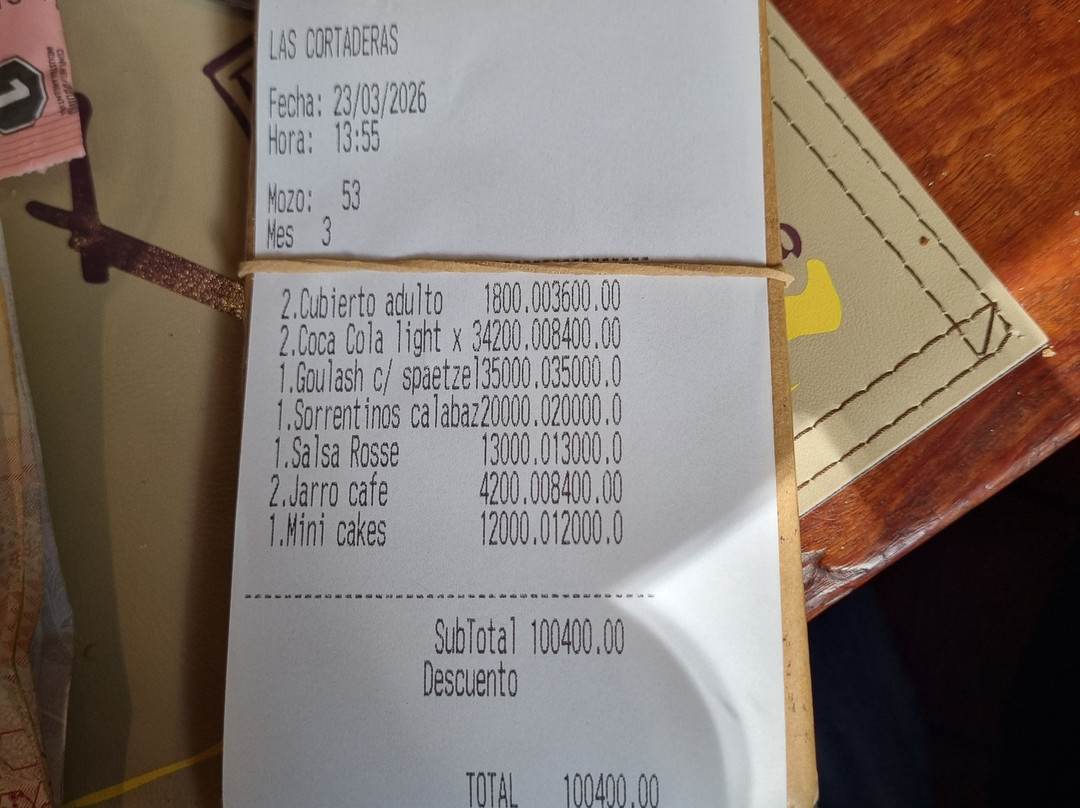 LAS CORTADERAS
Fecha: 23/03/2026
Hora: 13:55
Mozo: 53
Mes 3
2.Cubierto adulto 1800.003600.00
2.Coca Cola light x 34200.008400.00
1.Goulash c/ spaetzel35000.035000.0
1.Sorrentinos calabaz20000.020000.0
1.Salsa Rosse 13000.013000.0
2.Jarro cafe 4200.008400.00
1.Mini cakes 12000.012000.0
SubTotal 100400.00
Descuento
TOTAL 100400.00
1